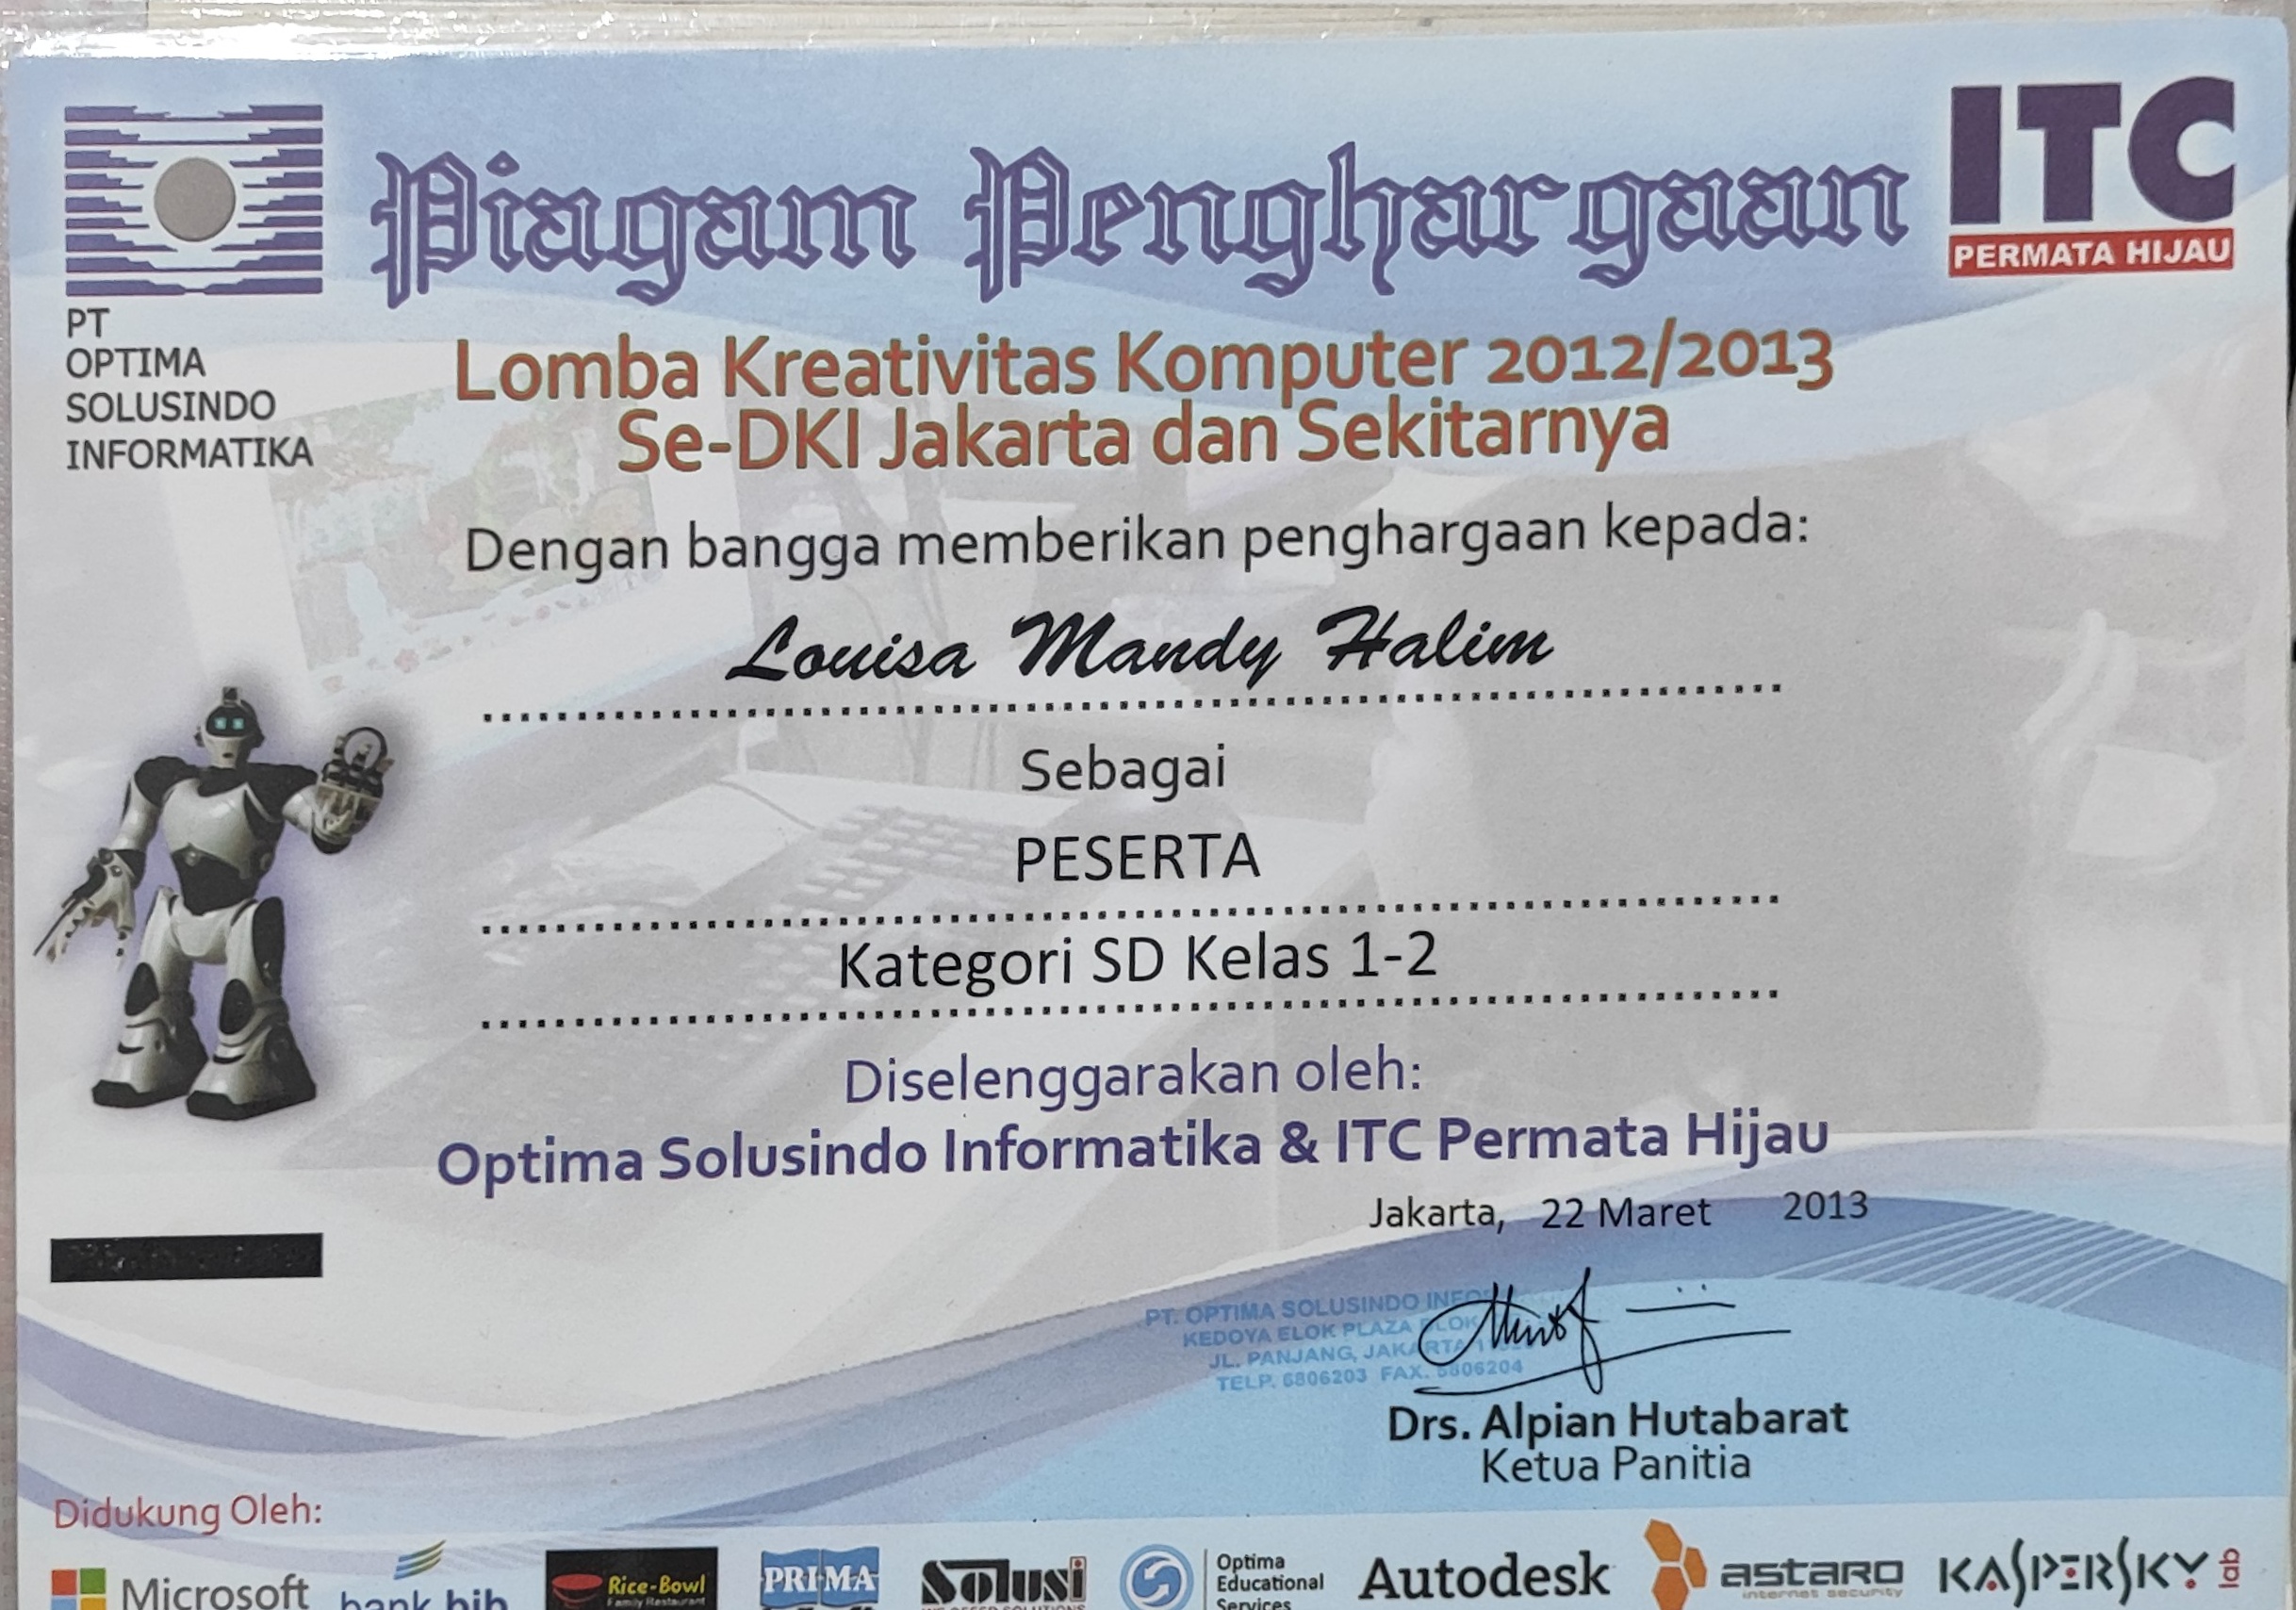 Piagam Penghargaan
ITC
PERMATA HIJAU
PT
OPTIMA
SOLUSINDO
INFORMATIKA
Lomba Kreativitas Komputer 2012/2013
Se-DKI Jakarta dan Sekitarnya
Dengan bangga memberikan penghargaan kepada:
Louisa Mandy Halim
Sebagai
PESERTA
Kategori SD Kelas 1-2
Diselenggarakan oleh:
Optima Solusindo Informatika & ITC Permata Hijau
Jakarta, 22 Maret 2013
PT. OPTIMA SOLUSINDO
KEDOYA ELOK PLAZA
JL. PANJANG, JAKARTA
TELP. 5806203 FAX. 5806204
Drs. Alpian Hutabarat
Ketua Panitia
Didukung Oleh:
Microsoft
bank bjb
Rice-Bowl
Family Restaurant
PRIMA
Solusi
Optima
Educational
Services
Autodesk
astaro
internet security
KASPERSKY lab